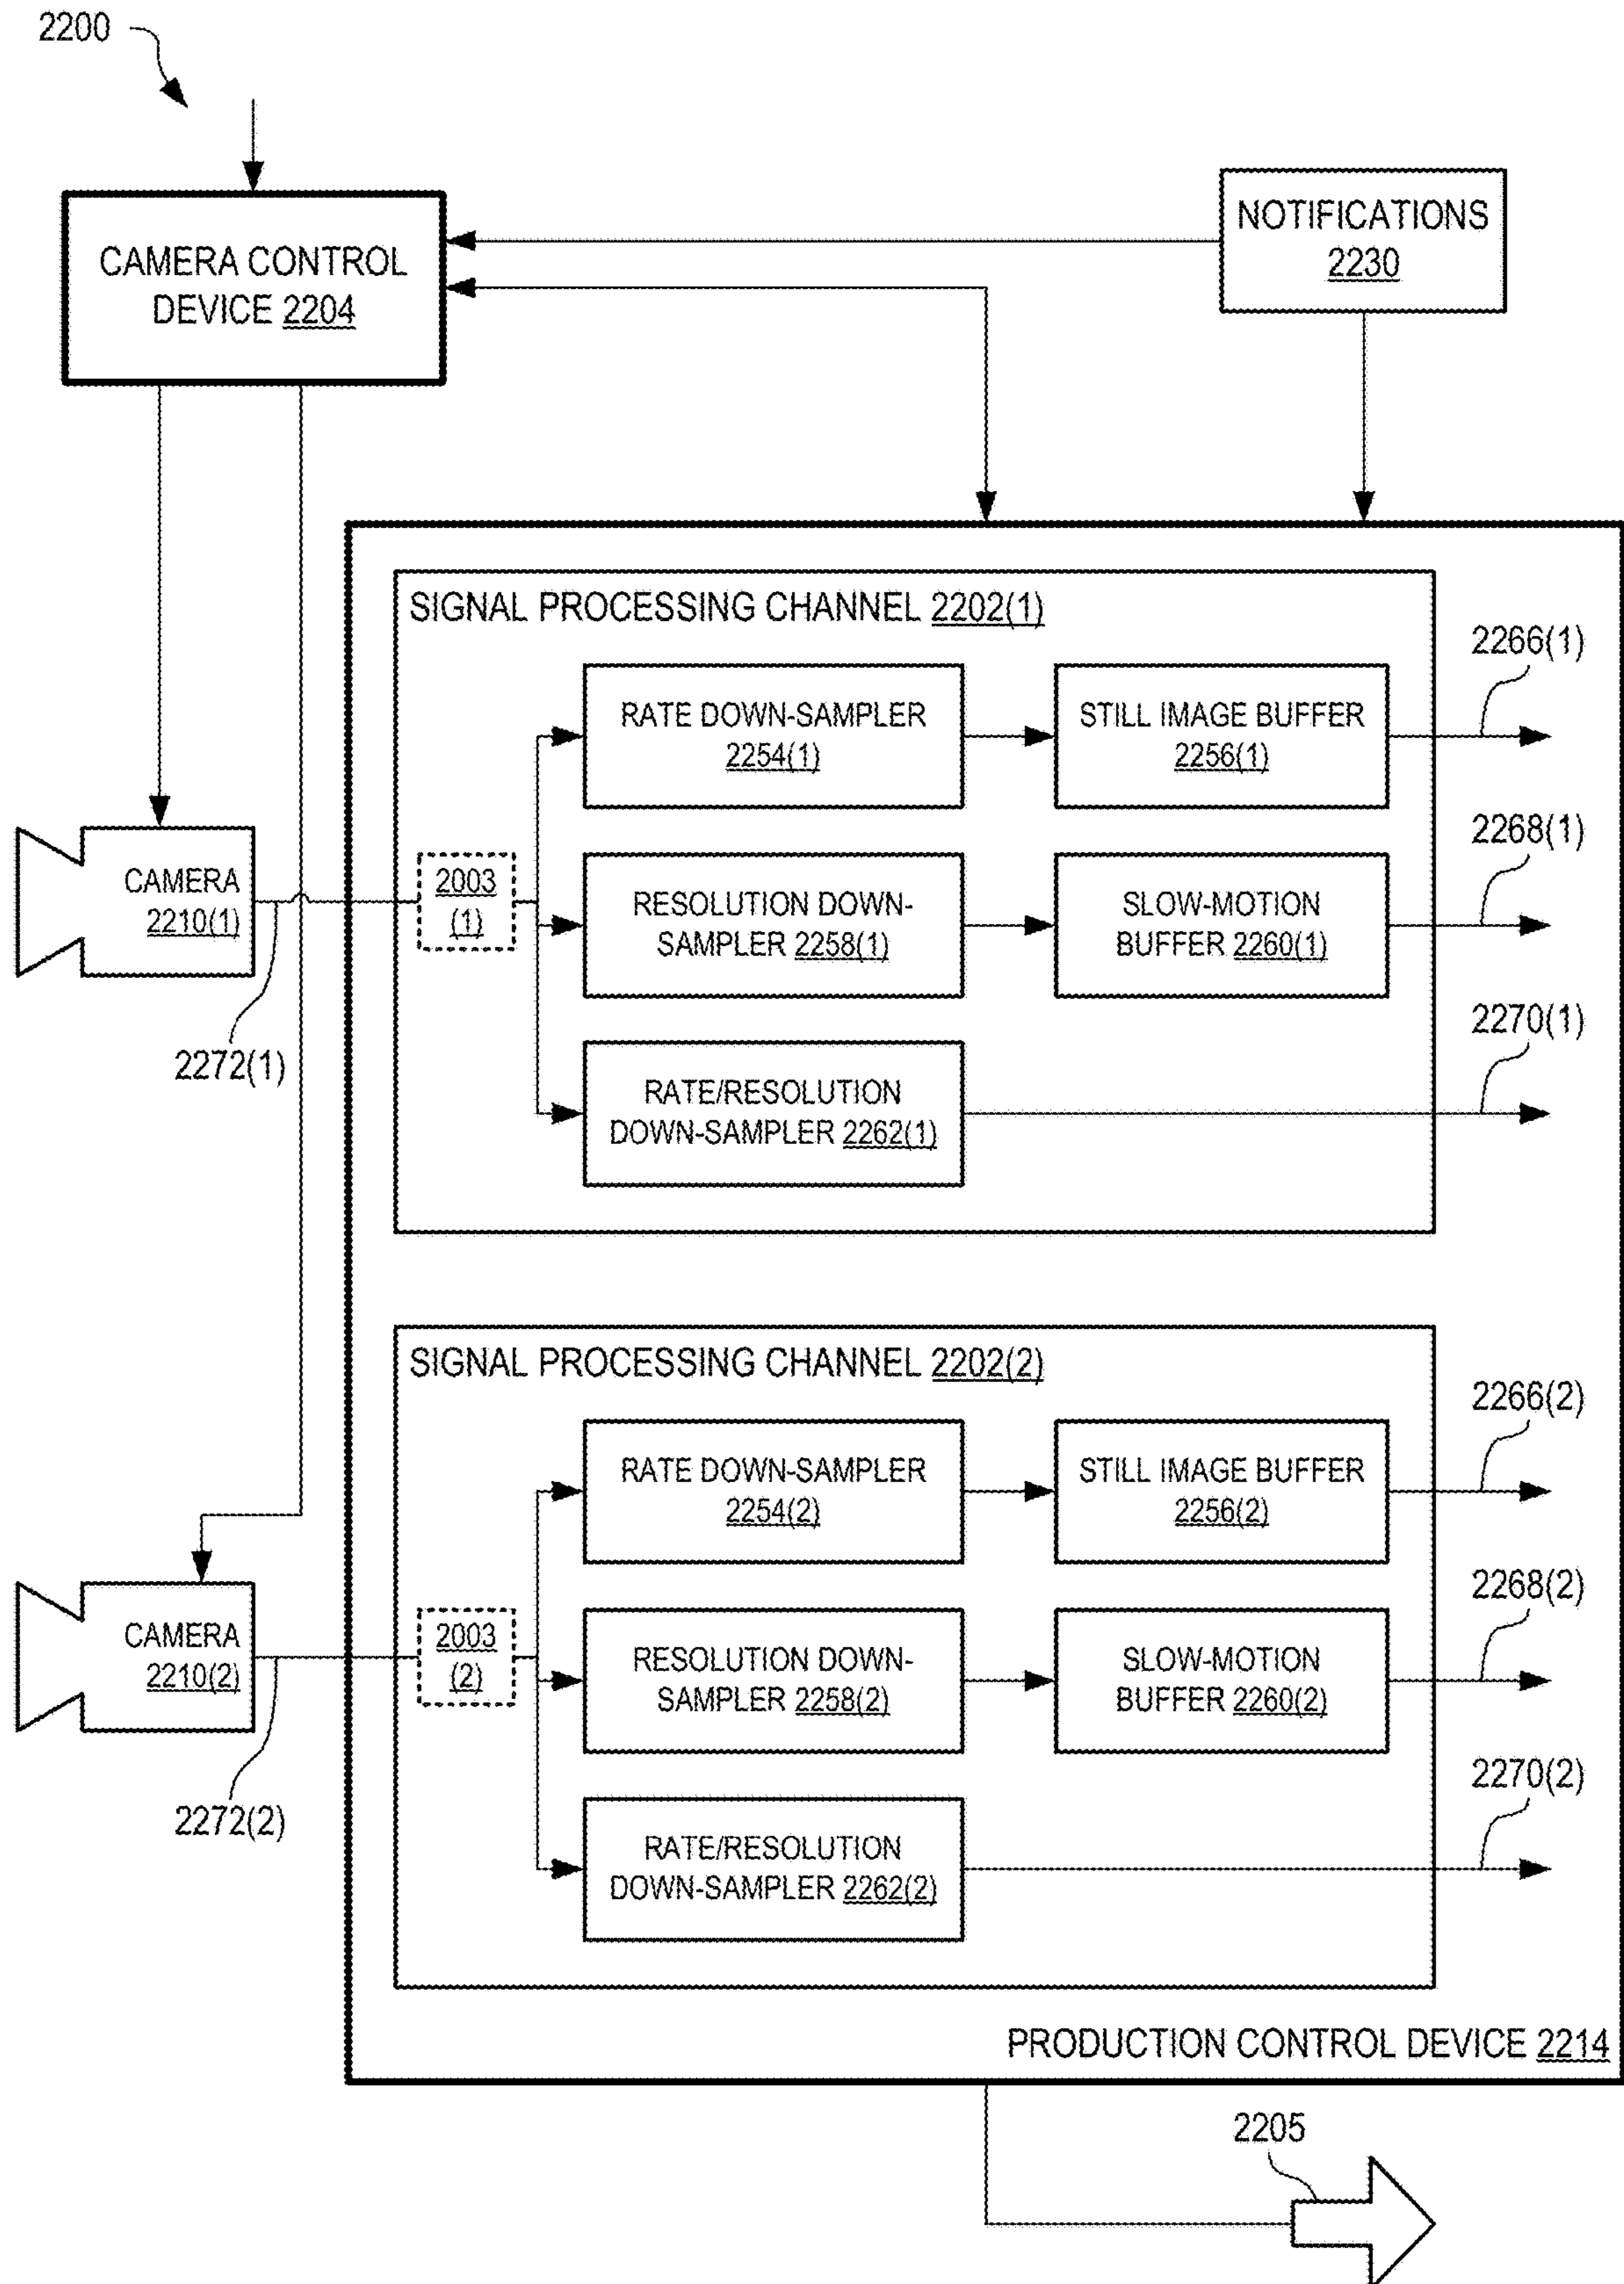 2200
CAMERA CONTROL
DEVICE 2204
NOTIFICATIONS
2230
SIGNAL PROCESSING CHANNEL 2202(1)
2266(1)
RATE DOWN-SAMPLER
2254(1)
STILL IMAGE BUFFER
2256(1)
2268(1)
CAMERA
2210(1)
2003
(1)
RESOLUTION DOWN-
SAMPLER 2258(1)
SLOW-MOTION
BUFFER 2260(1)
2270(1)
2272(1)
RATE/RESOLUTION
DOWN-SAMPLER 2262(1)
SIGNAL PROCESSING CHANNEL 2202(2)
2266(2)
RATE DOWN-SAMPLER
2254(2)
STILL IMAGE BUFFER
2256(2)
2268(2)
CAMERA
2210(2)
2003
(2)
RESOLUTION DOWN-
SAMPLER 2258(2)
SLOW-MOTION
BUFFER 2260(2)
2270(2)
2272(2)
RATE/RESOLUTION
DOWN-SAMPLER 2262(2)
PRODUCTION CONTROL DEVICE 2214
2205